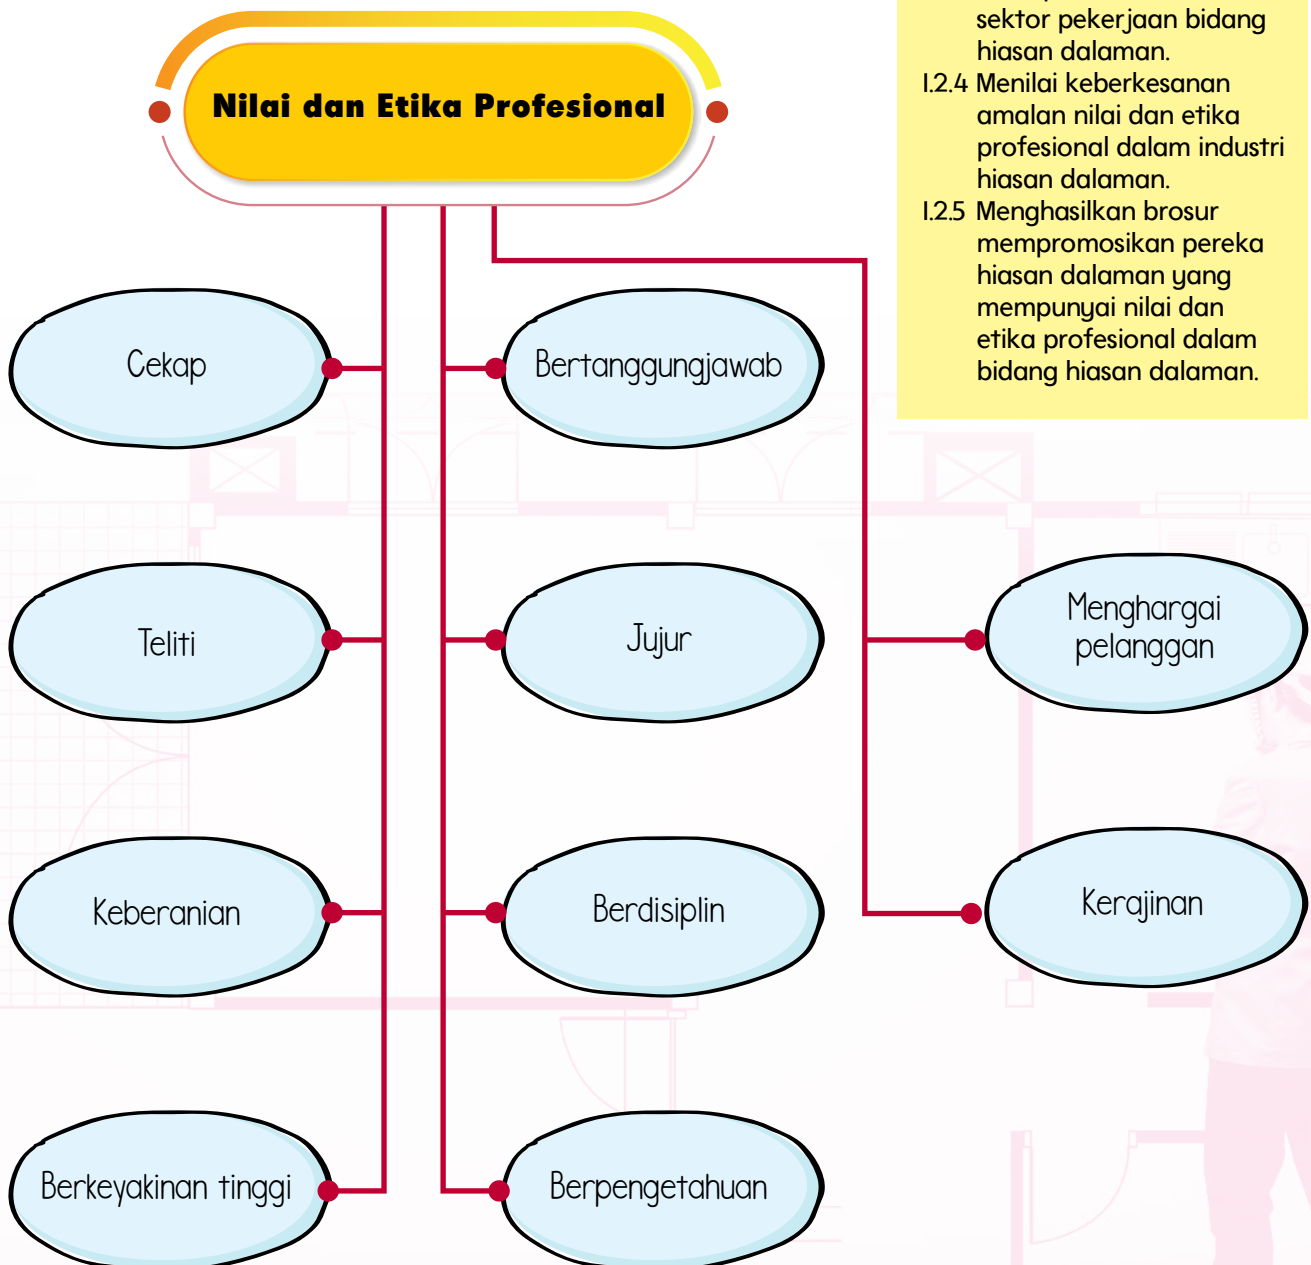 Nilai dan Etika Profesional
sektor pekerjaan bidang
hiasan dalaman.
1.2.4 Menilai keberkesanan
amalan nilai dan etika
profesional dalam industri
hiasan dalaman.
1.2.5 Menghasilkan brosur
mempromosikan pereka
hiasan dalaman yang
mempunyai nilai dan
etika profesional dalam
bidang hiasan dalaman.
Cekap
Bertanggungjawab
Teliti
Jujur
Menghargai
pelanggan
Keberanian
Berdisiplin
Kerajinan
Berkeyakinan tinggi
Berpengetahuan